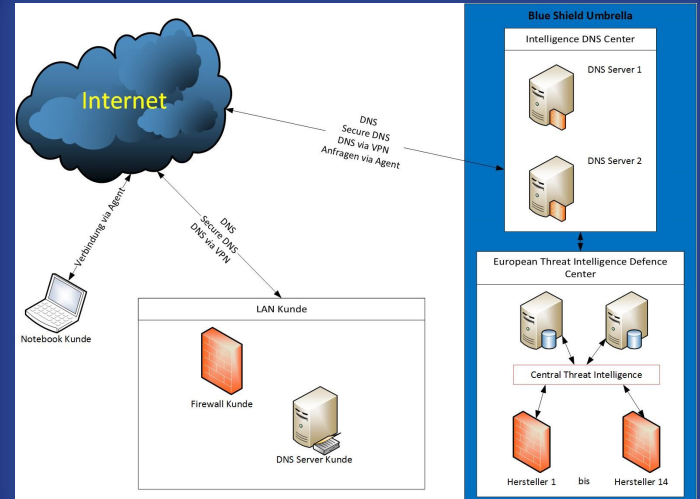 Blue Shield Umbrella
Intelligence DNS Center
DNS Server 1
DNS Server 2
Internet
DNS
Secure DNS
DNS via VPN
Anfragen via Agent
Verbindung via Agent
DNS
Secure DNS
DNS via VPN
Notebook Kunde
LAN Kunde
Firewall Kunde
DNS Server Kunde
European Threat Intelligence Defence
Center
Central Threat Intelligence
Hersteller 1 bis Hersteller 14